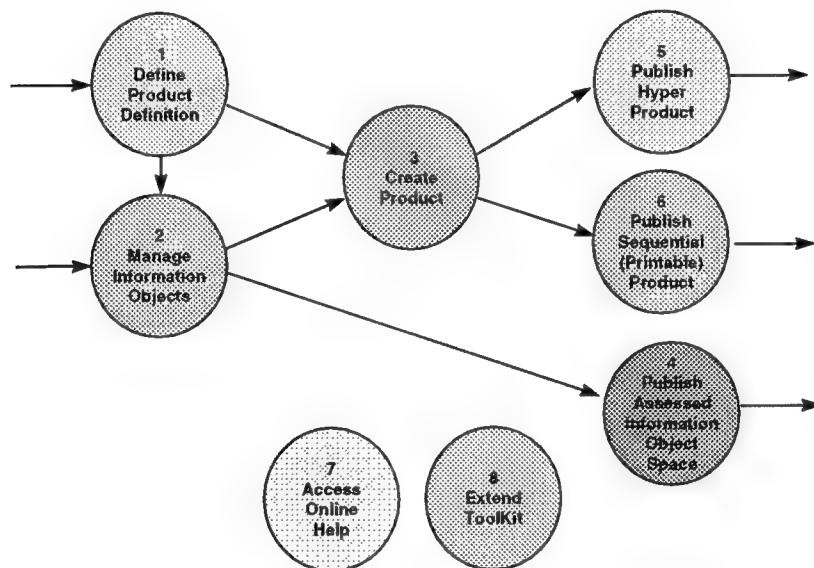 1
Define
Product
Definition
2
Manage
Information
Objects
3
Create
Product
5
Publish
Hyper
Product
6
Publish
Sequential
(Printable)
Product
4
Publish
Assessed
Information
Object
Space
7
Access
Online
Help
8
Extend
ToolKit